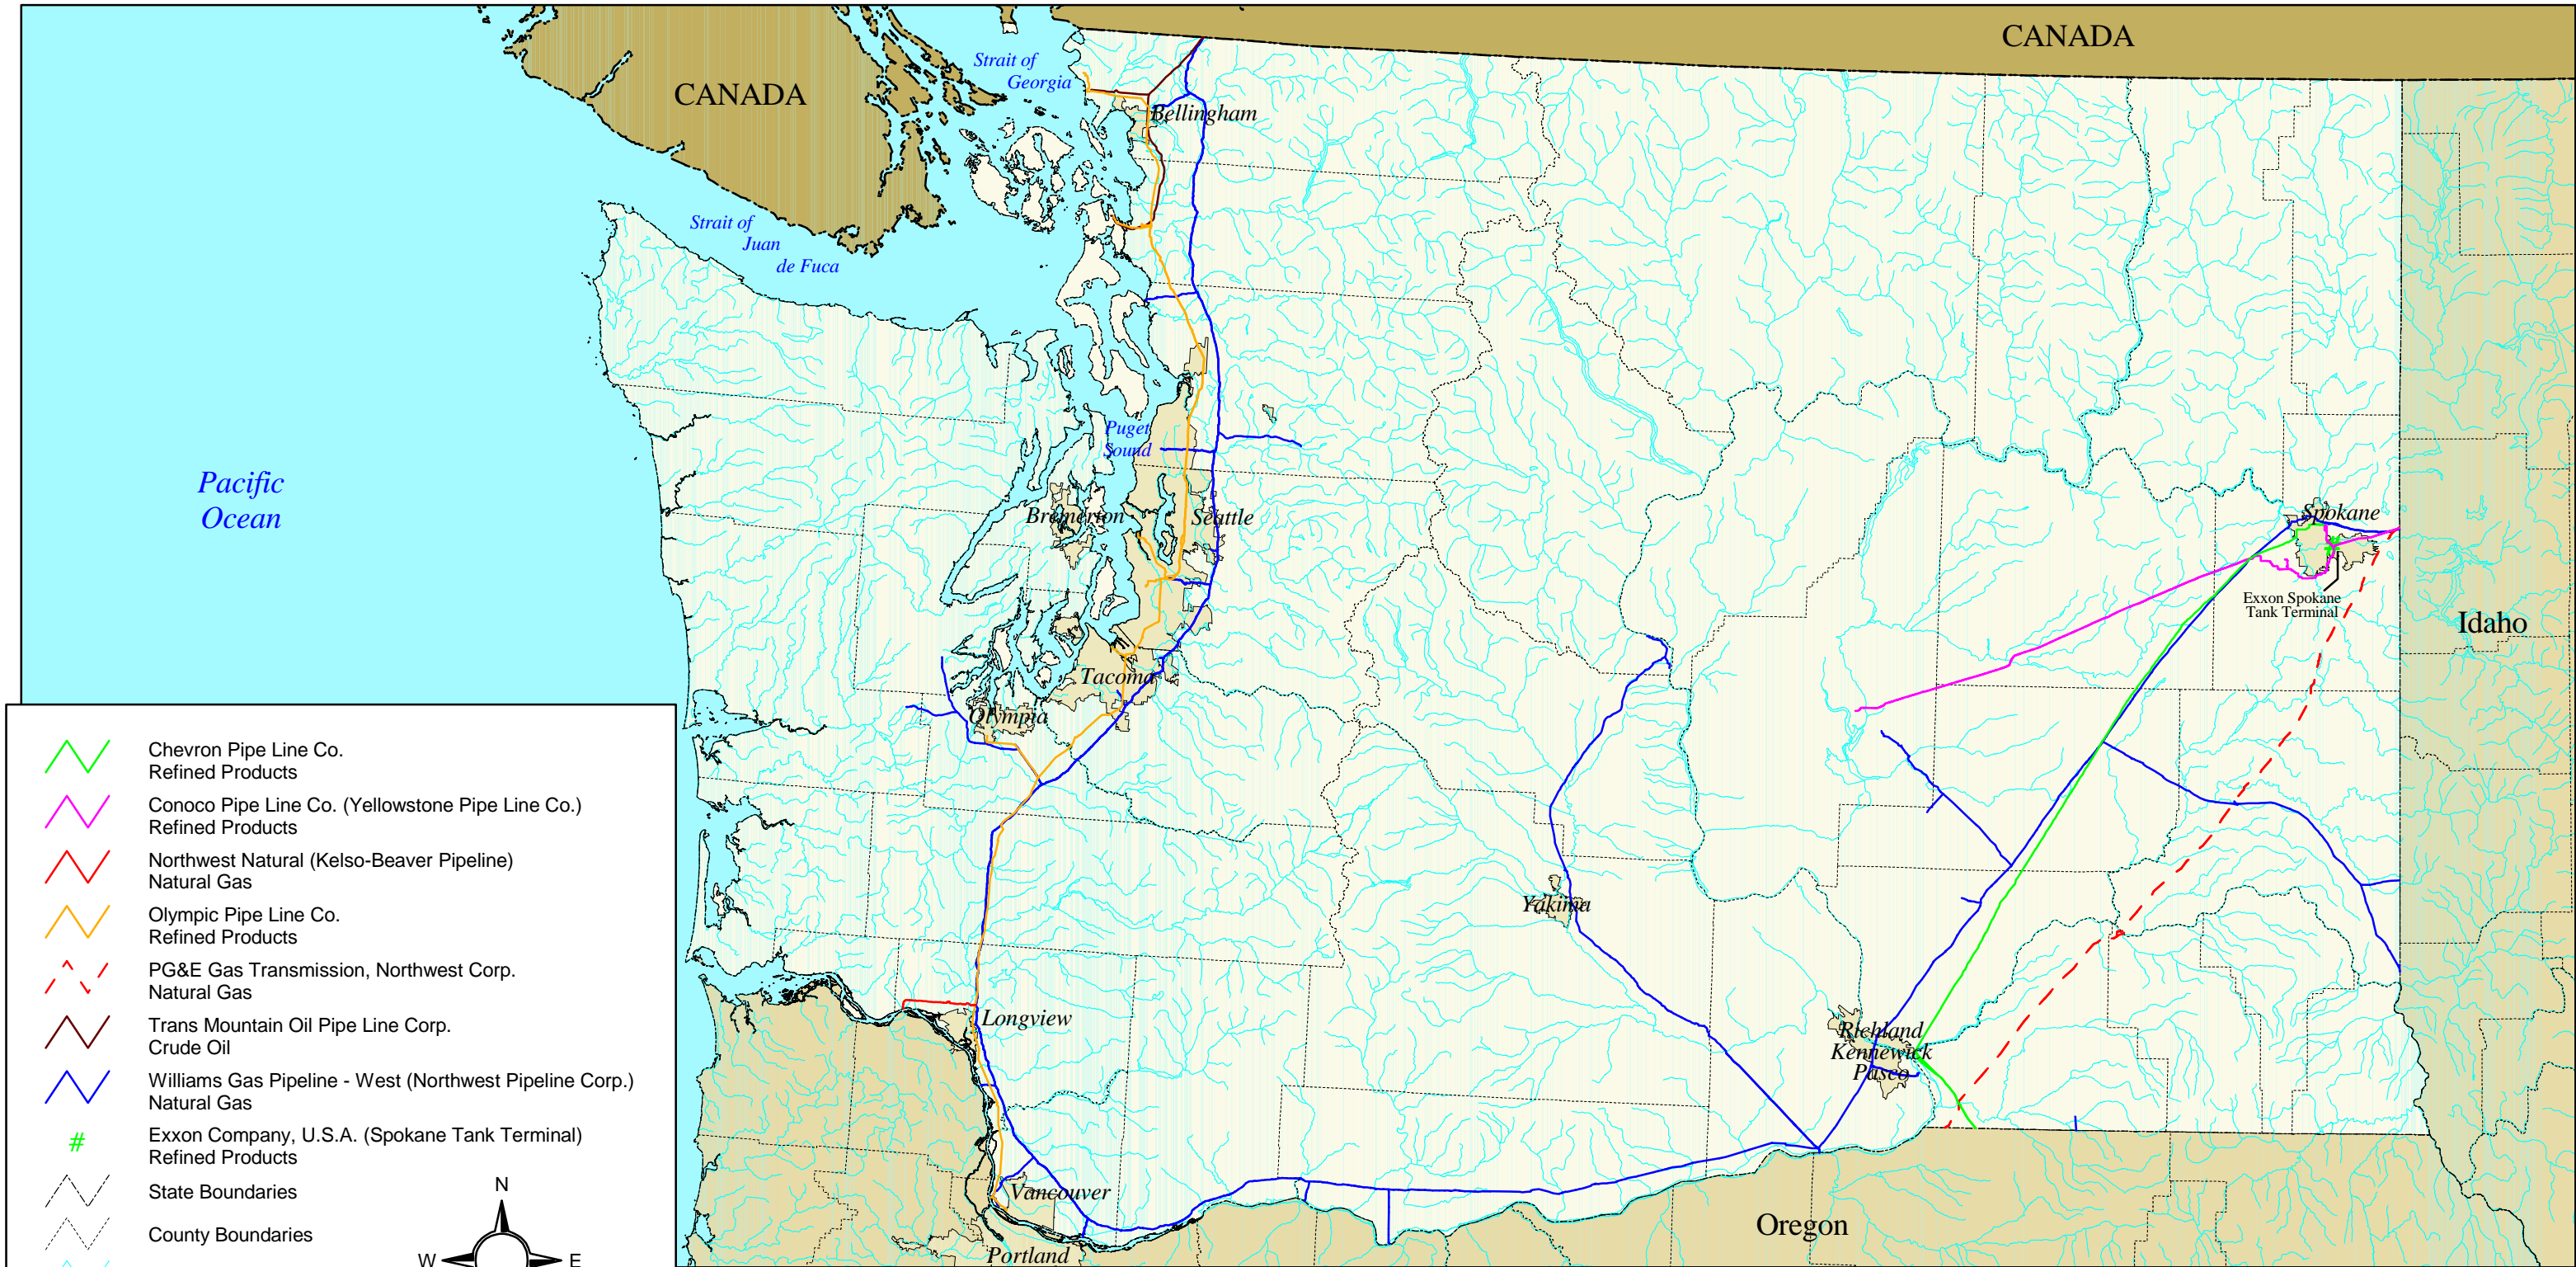 CANADA
CANADA
Strait of
Georgia
Bellingham
Strait of
Juan
de Fuca
Puget
Sound
Pacific
Ocean
Bremerton
Seattle
Spokane
Exxon Spokane
Tank Terminal
Idaho
Tacoma
Olympia
Yakima
Longview
Richland
Kennewick
Pasco
Vancouver
Oregon
Portland
Chevron Pipe Line Co.
Refined Products
Conoco Pipe Line Co. (Yellowstone Pipe Line Co.)
Refined Products
Northwest Natural (Kelso-Beaver Pipeline)
Natural Gas
Olympic Pipe Line Co.
Refined Products
PG&E Gas Transmission, Northwest Corp.
Natural Gas
Trans Mountain Oil Pipe Line Corp.
Crude Oil
Williams Gas Pipeline - West (Northwest Pipeline Corp.)
Natural Gas
# Exxon Company, U.S.A. (Spokane Tank Terminal)
Refined Products
State Boundaries
County Boundaries
N
W E
#